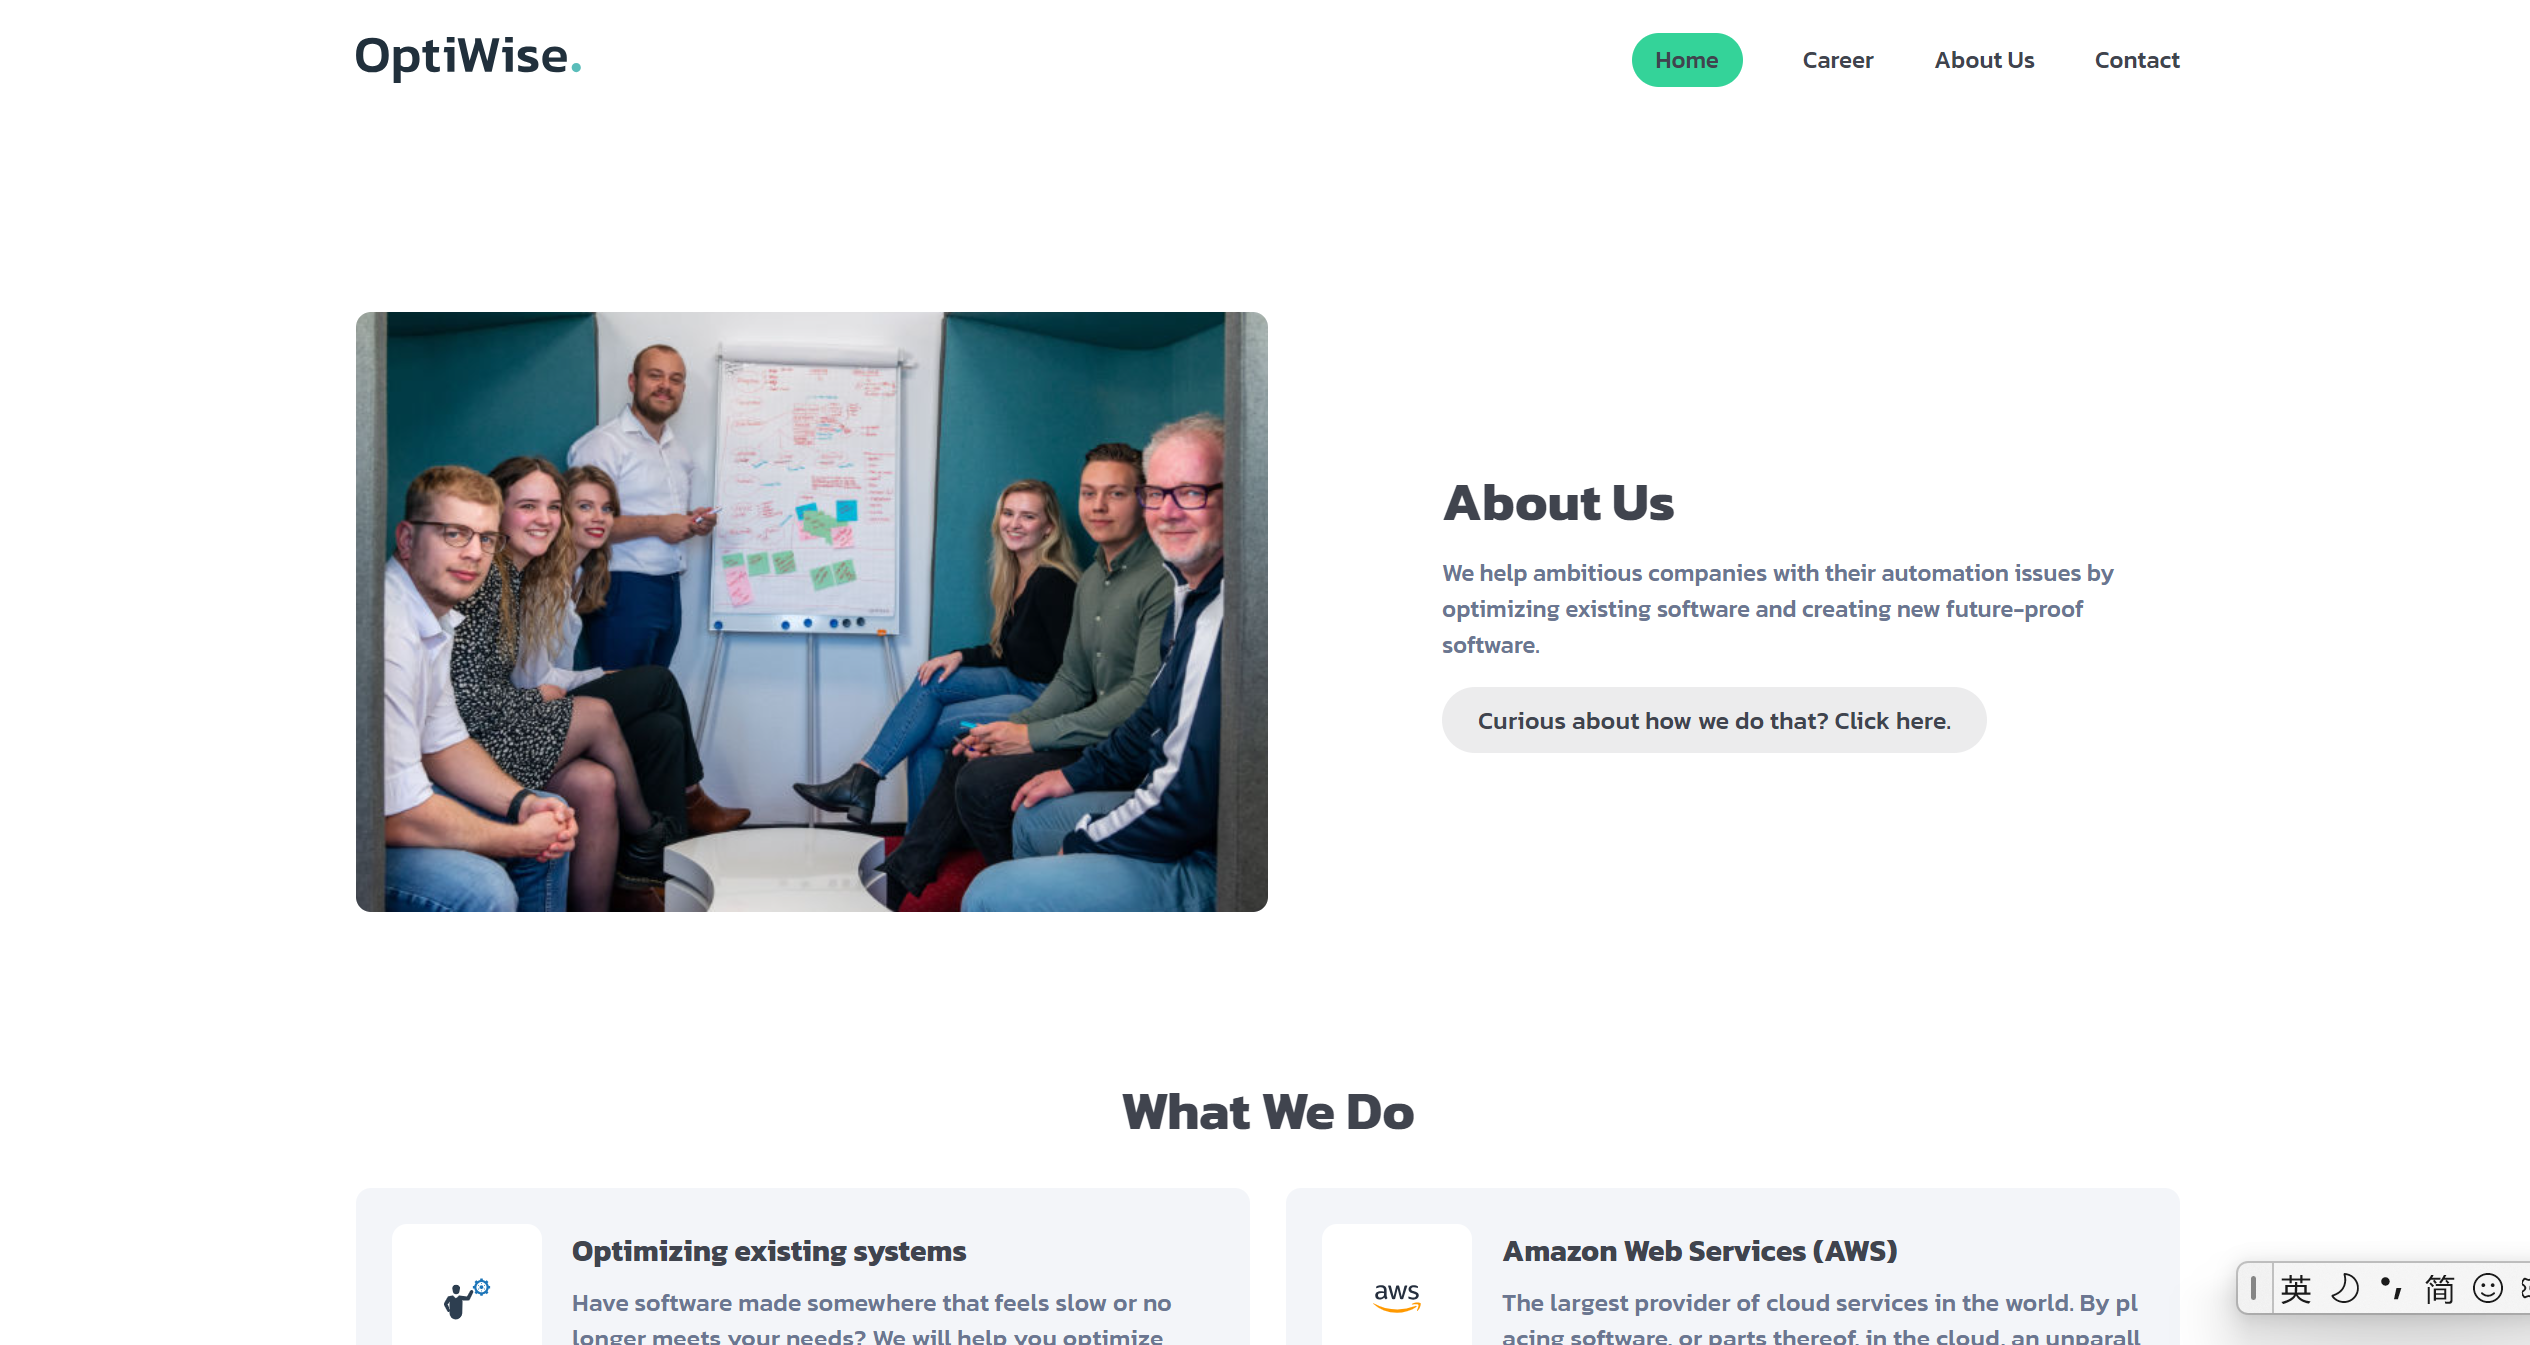 OptiWise.
Home Career About Us Contact
About Us
We help ambitious companies with their automation issues by
optimizing existing software and creating new future-proof
software.
Curious about how we do that? Click here.
What We Do
Optimizing existing systems
Have software made somewhere that feels slow or no
longer meets your needs? We will help you optimize
aws
Amazon Web Services (AWS)
The largest provider of cloud services in the world. By pl
acing software, or parts thereof, in the cloud, an unparall
英 简